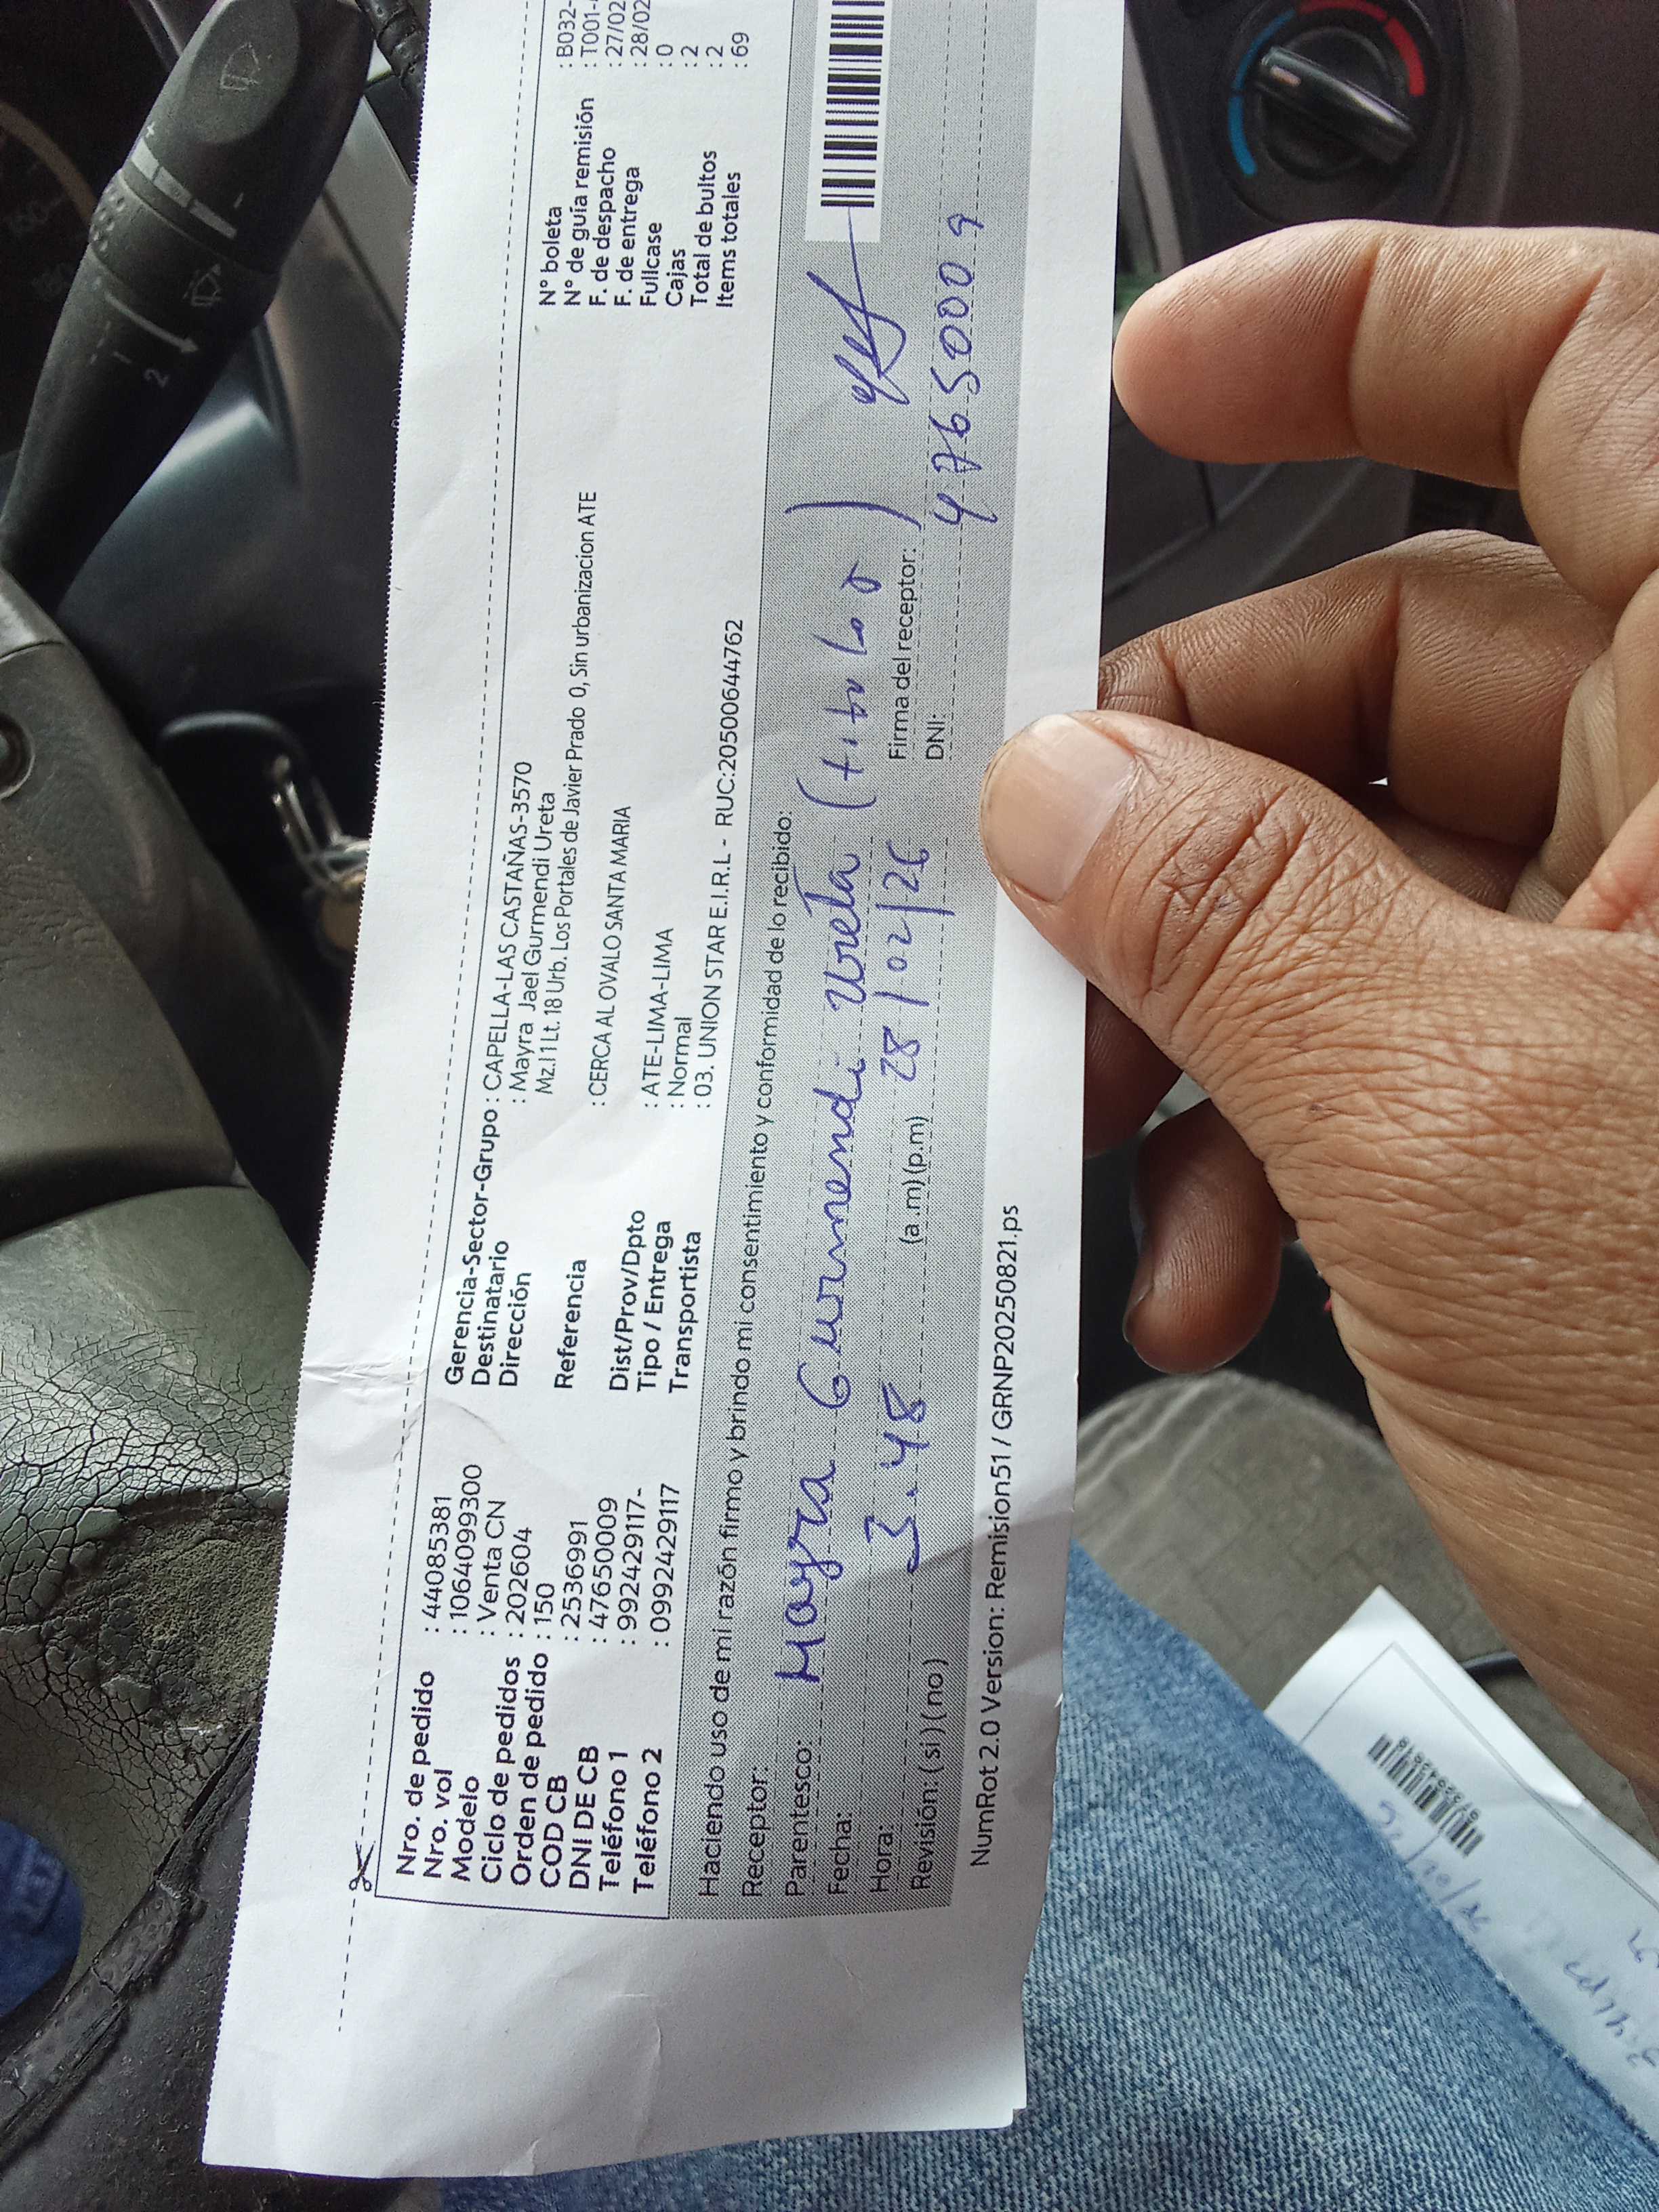 Nro. de pedido : 44085381
Nro. vol : 1064099300
Modelo : Venta CN
Ciclo de pedidos : 202604
Orden de pedido : 150
COD CB : 2536991
DNI DE CB : 47650009
Teléfono 1 : 992429117-
Teléfono 2 : 0992429117
Gerencia-Sector-Grupo : CAPELLA-LAS CASTAÑAS-3570
Destinatario : Mayra Jael Gurmendi Ureta
Dirección Mz.I1 Lt. 18 Urb. Los Portales de Javier Prado 0, Sin urbanizacion ATE
Referencia : CERCA AL OVALO SANTA MARIA
Dist/Prov/Dpto : ATE-LIMA-LIMA
Tipo / Entrega : Normal
Transportista : 03. UNION STAR E.I.R.L - RUC:20500644762
N° boleta : B032-
N° de guía remisión : T001-
F. de despacho : 27/02
F. de entrega : 28/02
Fullcase : 0
Cajas : 2
Total de bultos : 2
Items totales : 69
Haciendo uso de mi razón firmo y brindo mi consentimiento y conformidad de lo recibido:
Receptor:
Mayra Gurmendi Ureta (titular)
Parentesco:
Fecha: 28/02/26
Hora: 3.48 (a.m) (p.m)
Revisión: (si) (no)
Firma del receptor:
DNI: 47650009
NumRot 2.0 Version: Remision51 / GRNP20250821.ps
2